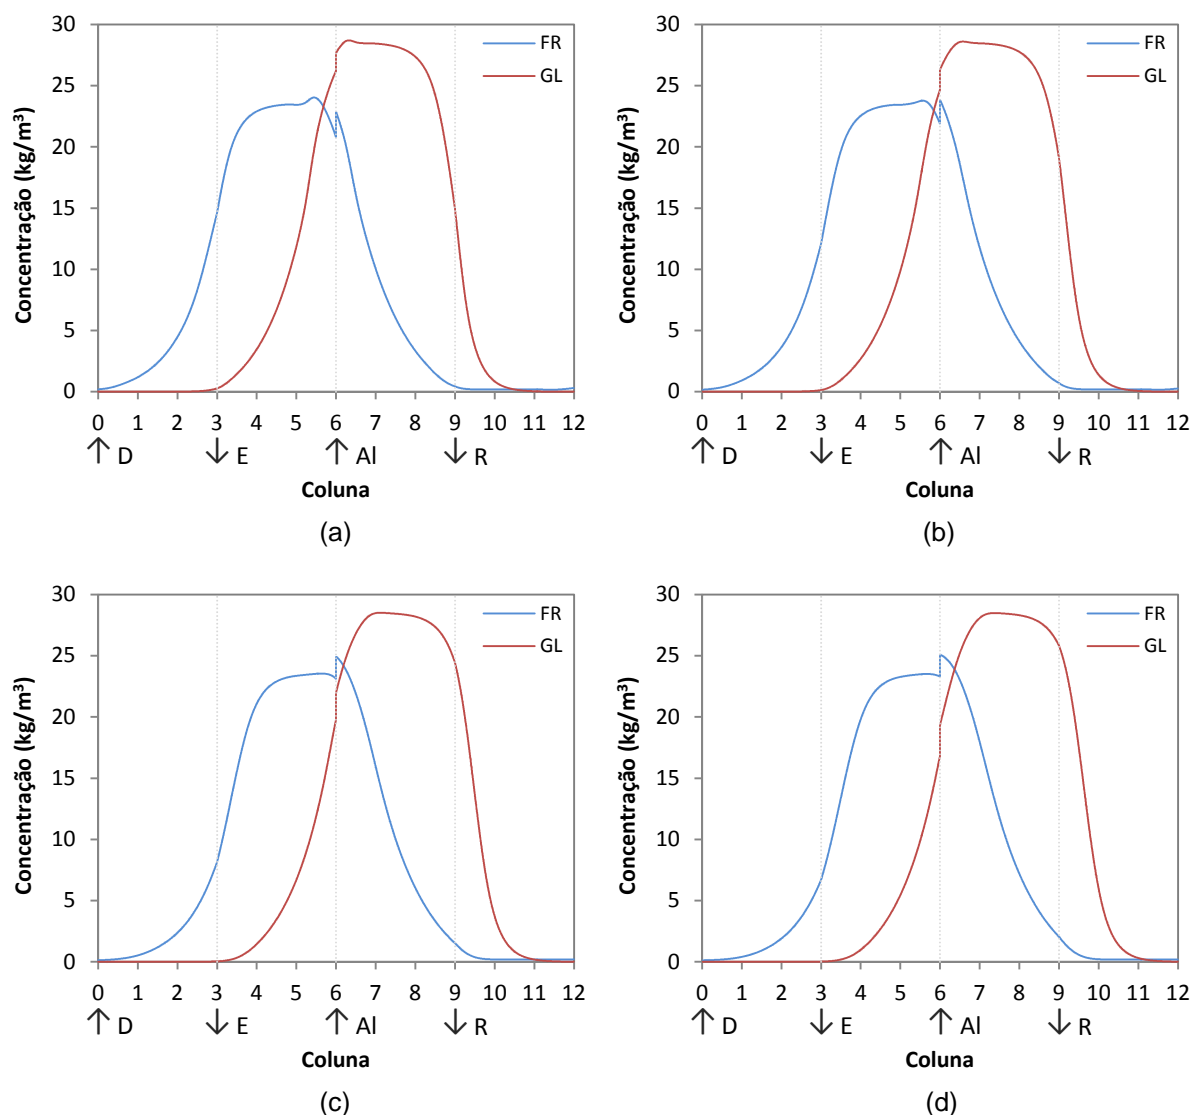 30
25
20
15
10
5
0
Concentração (kg/m³)
FR
GL
0 1 2 3 4 5 6 7 8 9 10 11 12
↑ D ↓ E ↑ Al ↓ R
Coluna
(a)
30
25
20
15
10
5
0
Concentração (kg/m³)
FR
GL
0 1 2 3 4 5 6 7 8 9 10 11 12
↑ D ↓ E ↑ Al ↓ R
Coluna
(b)
30
25
20
15
10
5
0
Concentração (kg/m³)
FR
GL
0 1 2 3 4 5 6 7 8 9 10 11 12
↑ D ↓ E ↑ Al ↓ R
Coluna
(c)
30
25
20
15
10
5
0
Concentração (kg/m³)
FR
GL
0 1 2 3 4 5 6 7 8 9 10 11 12
↑ D ↓ E ↑ Al ↓ R
Coluna
(d)